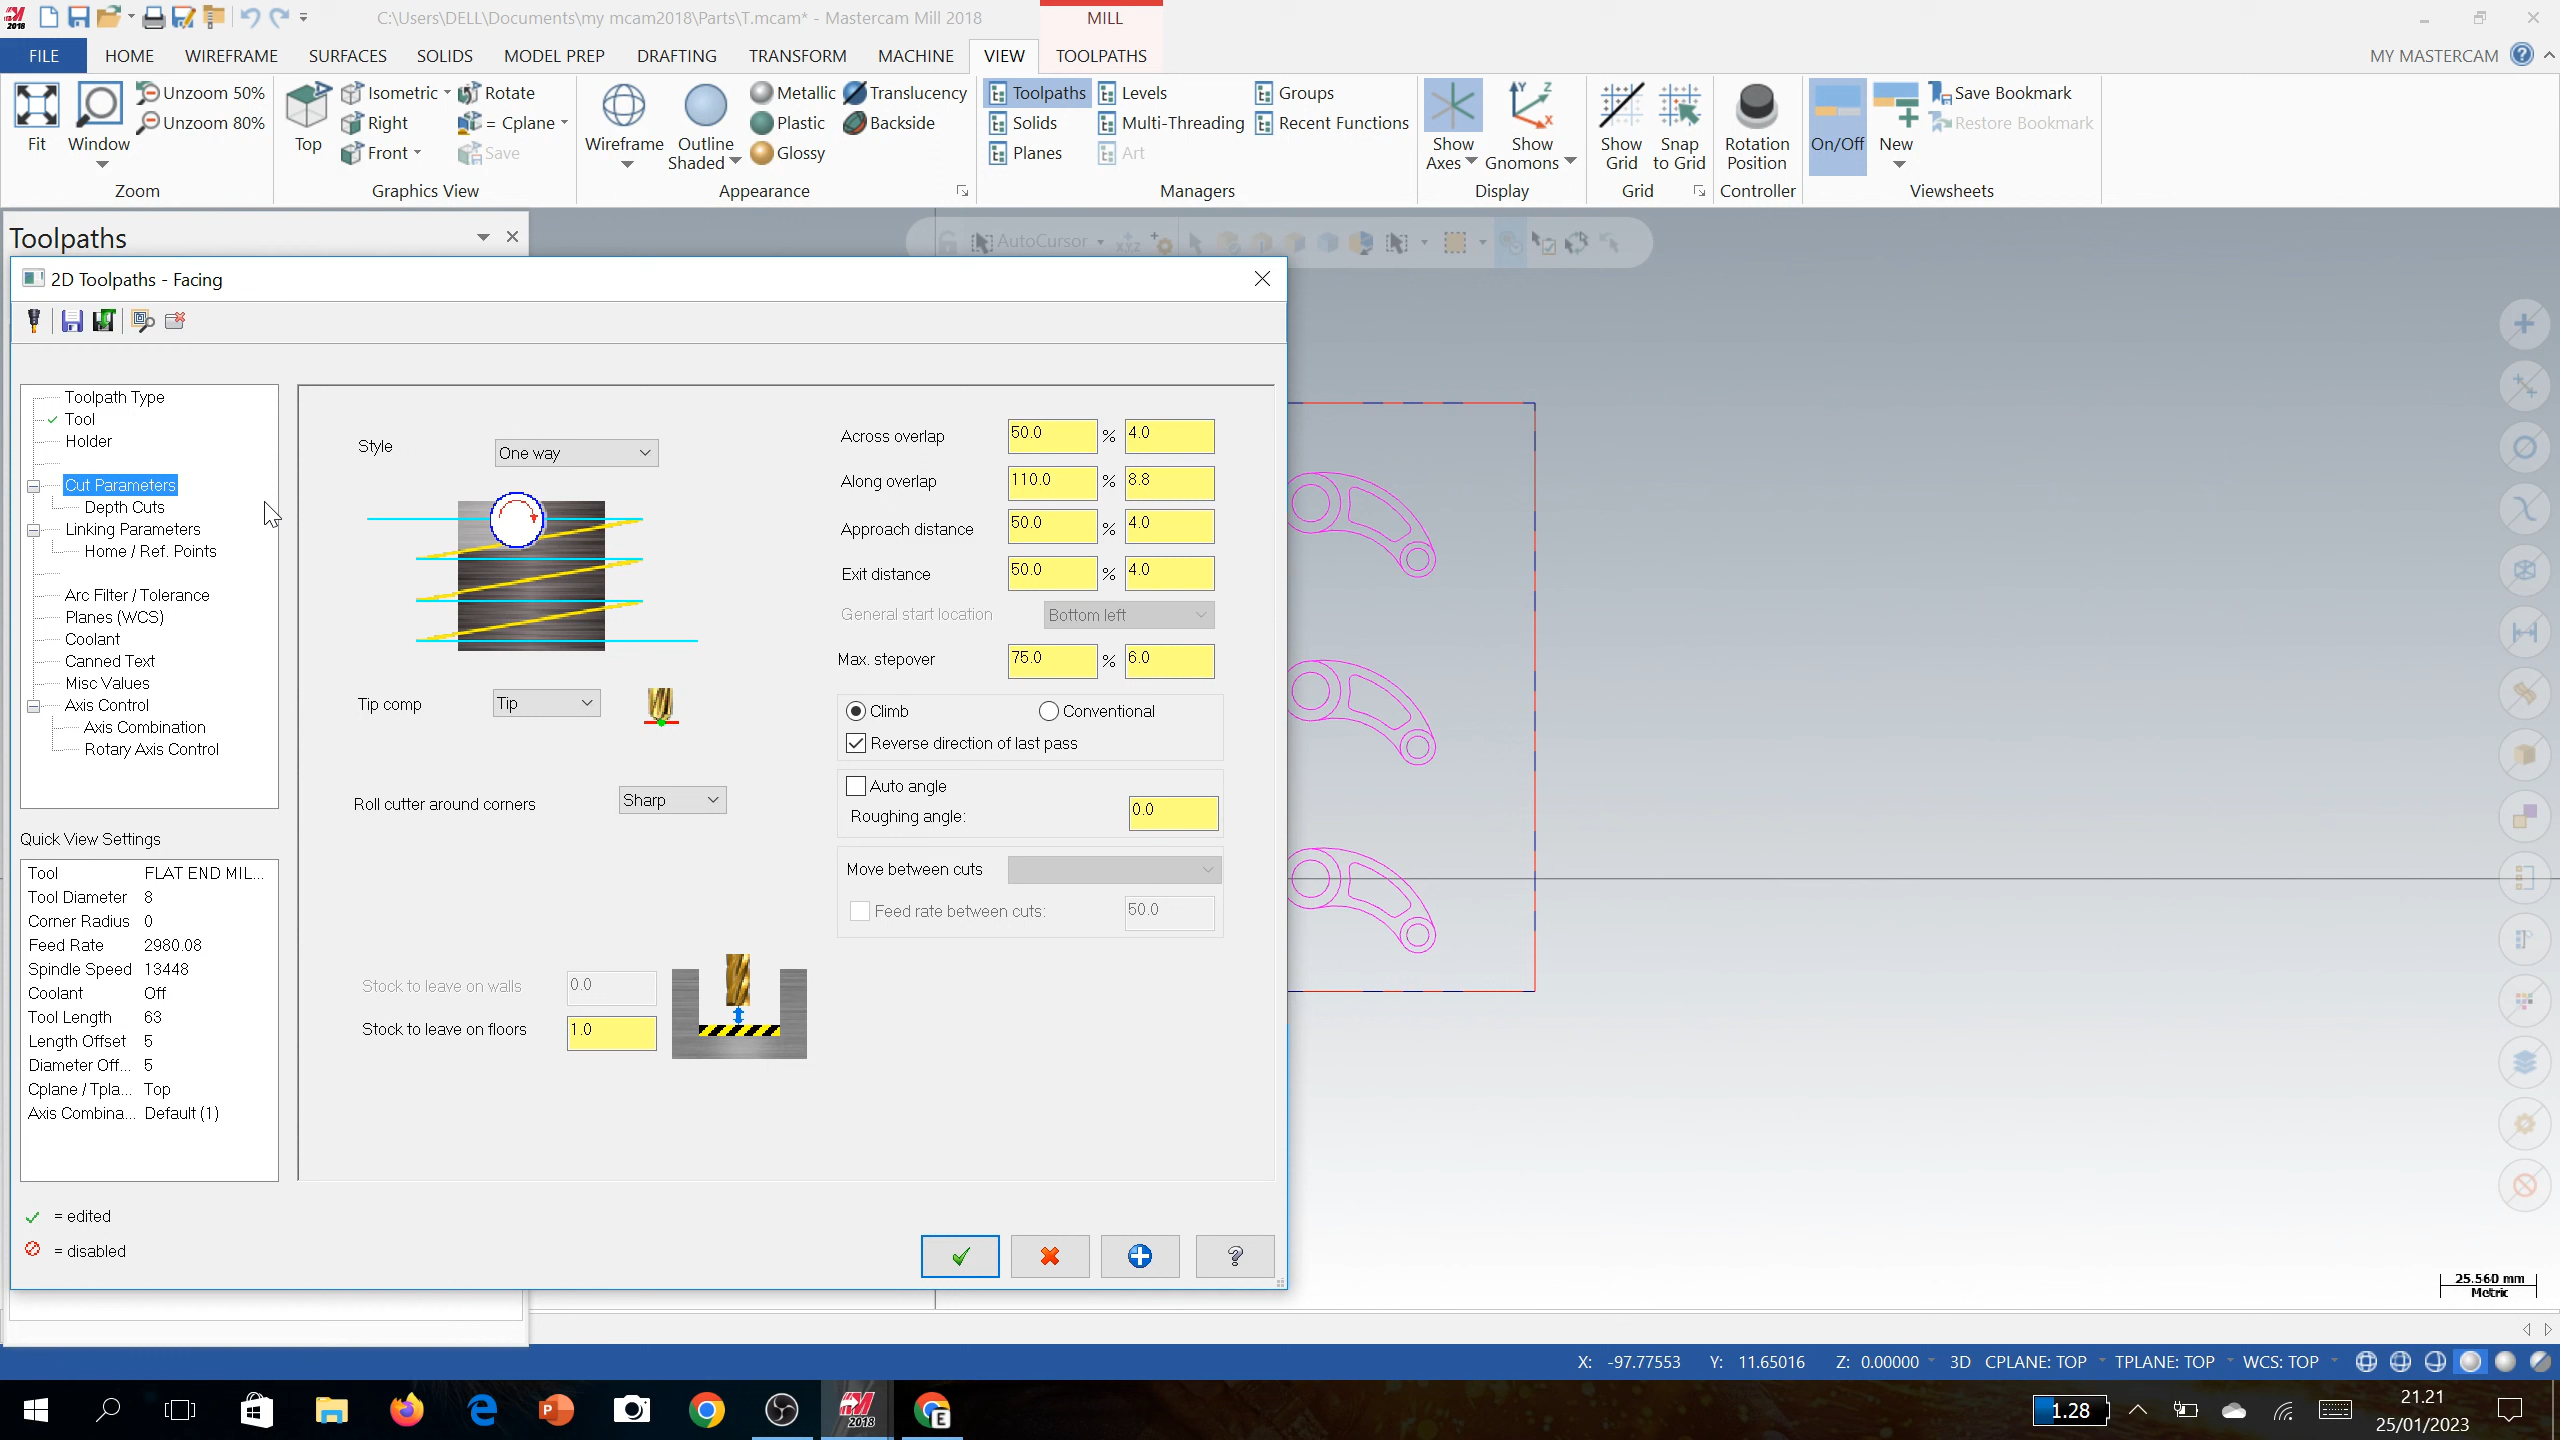 C:\Users\DELL\Documents\my mcam2018\Parts\T.mcam* - Mastercam Mill 2018
MILL
FILE HOME WIREFRAME SURFACES SOLIDS MODEL PREP DRAFTING TRANSFORM MACHINE VIEW TOOLPATHS MY MASTERCAM
Fit
Window
Unzoom 50%
Unzoom 80%
Zoom
Top
Isometric
Right
Front
Rotate
= Cplane
Save
Graphics View
Wireframe
Outline
Shaded
Metallic
Plastic
Glossy
Translucency
Backside
Appearance
Toolpaths
Solids
Planes
Levels
Multi-Threading
Art
Groups
Recent Functions
Managers
Show
Axes
Show
Gnomons
Display
Show
Grid
Snap
to Grid
Grid
Rotation
Position
Controller
On/Off
New
Save Bookmark
Restore Bookmark
Viewsheets
Toolpaths
AutoCursor
2D Toolpaths - Facing
Toolpath Type
Tool
Holder
Cut Parameters
Depth Cuts
Linking Parameters
Home / Ref. Points
Arc Filter / Tolerance
Planes (WCS)
Coolant
Canned Text
Misc Values
Axis Control
Axis Combination
Rotary Axis Control
Quick View Settings
Tool FLAT END MIL...
Tool Diameter 8
Corner Radius 0
Feed Rate 2980.08
Spindle Speed 13448
Coolant Off
Tool Length 63
Length Offset 5
Diameter Off... 5
Cplane / Tpla... Top
Axis Combina... Default (1)
= edited
= disabled
Style One way
Tip comp Tip
Roll cutter around corners Sharp
Stock to leave on walls 0.0
Stock to leave on floors 1.0
Across overlap 50.0 % 4.0
Along overlap 110.0 % 8.8
Approach distance 50.0 % 4.0
Exit distance 50.0 % 4.0
General start location Bottom left
Max. stepover 75.0 % 6.0
Climb Conventional
Reverse direction of last pass
Auto angle
Roughing angle: 0.0
Move between cuts
Feed rate between cuts: 50.0
25.560 mm
Metric
X: -97.77553 Y: 11.65016 Z: 0.00000 3D CPLANE: TOP TPLANE: TOP WCS: TOP
2018
1.28
21.21
25/01/2023